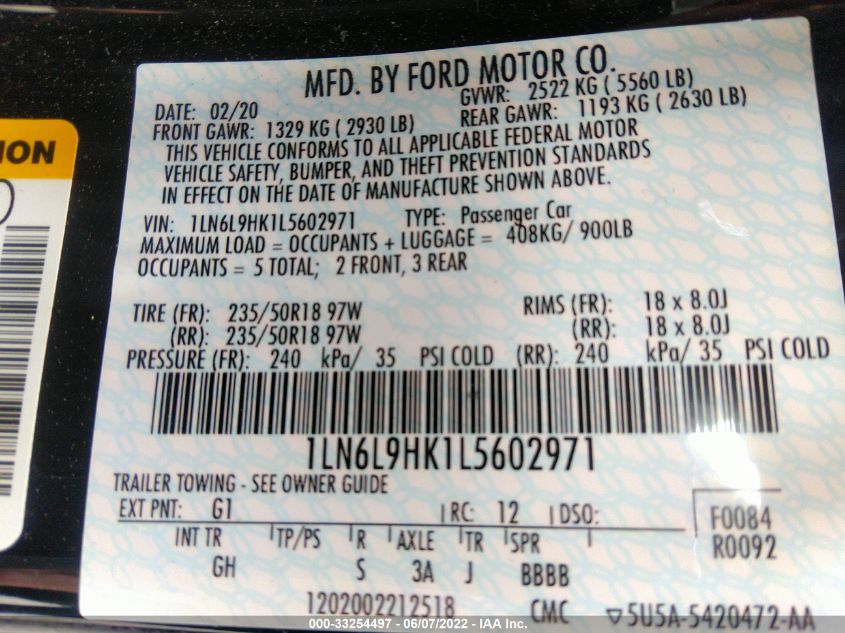 MFD. BY FORD MOTOR CO.
DATE: 02/20 GVWR: 2522 KG ( 5560 LB)
FRONT GAWR: 1329 KG ( 2930 LB) REAR GAWR: 1193 KG ( 2630 LB)
THIS VEHICLE CONFORMS TO ALL APPLICABLE FEDERAL MOTOR
VEHICLE SAFETY, BUMPER, AND THEFT PREVENTION STANDARDS
IN EFFECT ON THE DATE OF MANUFACTURE SHOWN ABOVE.
VIN: 1LN6L9HK1L5602971 TYPE: Passenger Car
MAXIMUM LOAD = OCCUPANTS + LUGGAGE = 408KG/ 900LB
OCCUPANTS = 5 TOTAL; 2 FRONT, 3 REAR
TIRE (FR): 235/50R18 97W RIMS (FR): 18 x 8.0J
(RR): 235/50R18 97W (RR): 18 x 8.0J
PRESSURE (FR): 240 kPa/ 35 PSI COLD (RR): 240 kPa/ 35 PSI COLD
1LN6L9HK1L5602971
TRAILER TOWING - SEE OWNER GUIDE
EXT PNT: G1 RC: 12 DSO: F0084
INT TR TP/PS R AXLE TR SPR R0092
GH S 3A J BBBB
1202002212518 CMC ▽5U5A-5420472-AA
000-33254497 - 06/07/2022 - IAA Inc.